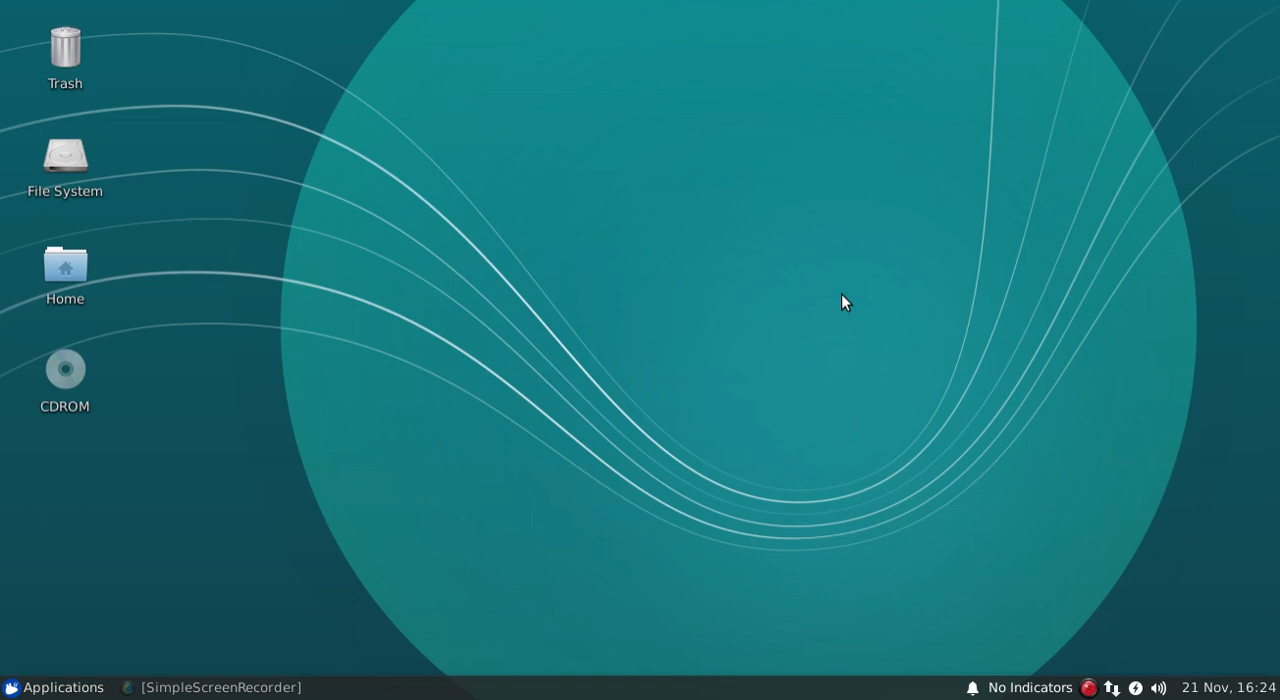 Trash
File System
Home
CDROM
Applications
[SimpleScreenRecorder]
No Indicators
21 Nov, 16:24